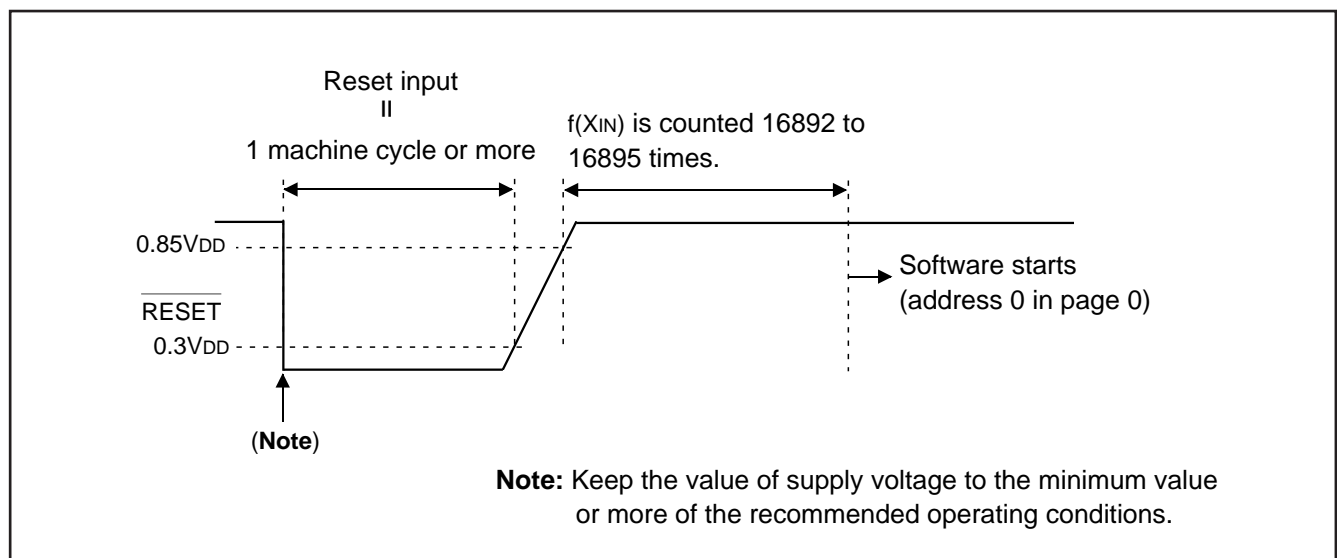 Reset input
=
1 machine cycle or more
f(XIN) is counted 16892 to
16895 times.
0.85VDD
RESET
0.3VDD
Software starts
(address 0 in page 0)
(Note)
Note: Keep the value of supply voltage to the minimum value
or more of the recommended operating conditions.